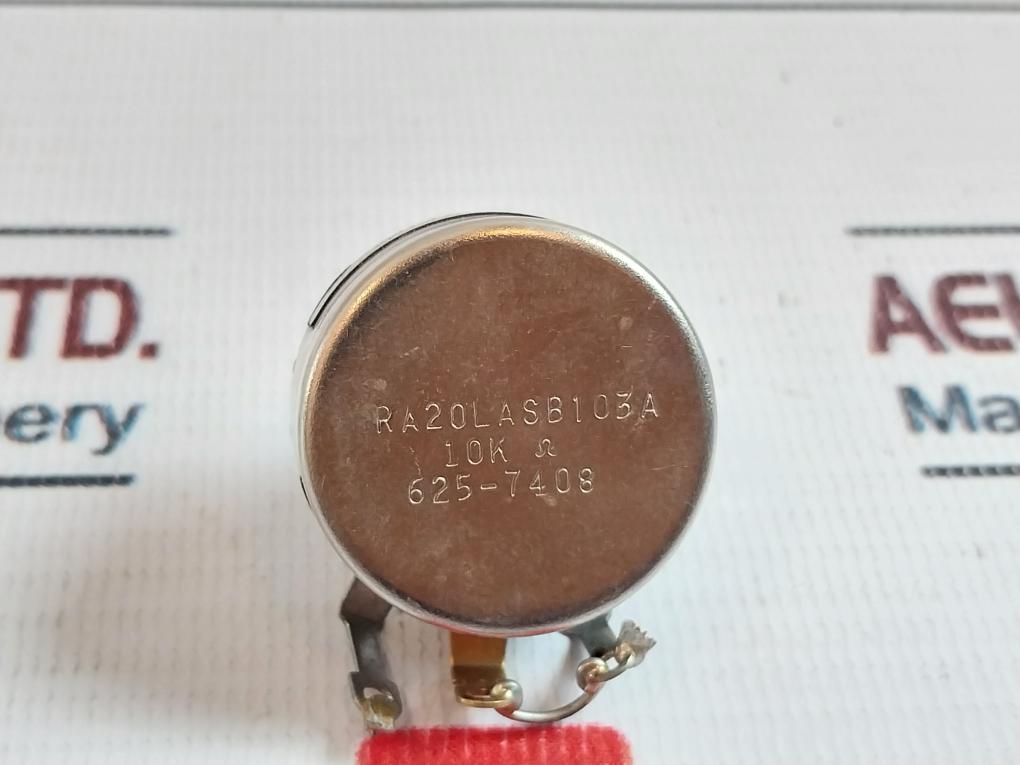 TD.
ery
AE
Ma
RA20LASB103A
10K Ω
625-7408